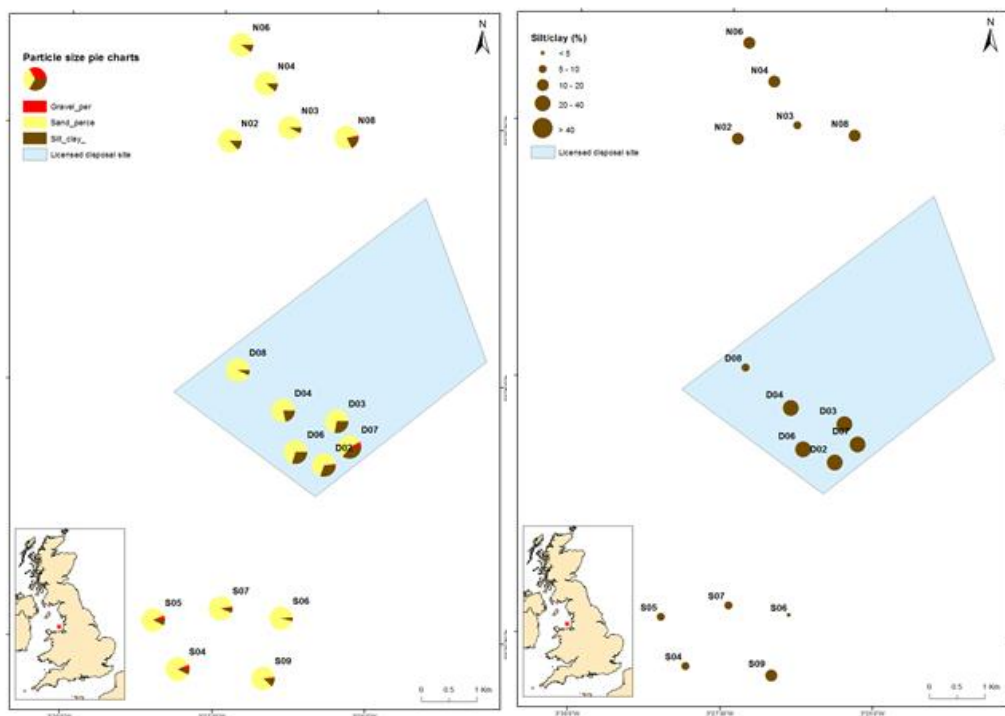 N06
N
Particle size pie charts
N04
Gravel_per
Sand_perce
Silt_clay_
Licensed disposal site
N03
N08
N02
D08
D04
D03
D07
D06
D02
S07
S05
S06
S04
S09
0 0.5 1 Km
N06
N
Silt/clay (%)
< 5
5 - 10
10 - 20
20 - 40
> 40
Licensed disposal site
N04
N03
N08
N02
D08
D04
D03
D07
D06
D02
S07
S05
S06
S04
S09
0 0.5 1 Km